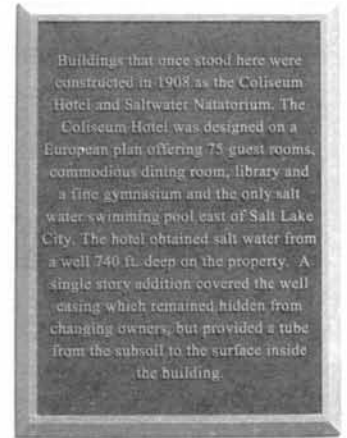 Buildings that once stood here were
constructed in 1908 as the Coliseum
Hotel and Saltwater Natatorium. The
Coliseum Hotel was designed on a
European plan offering 75 guest rooms,
commodious dining room, library and
a fine gymnasium and the only salt
water swimming pool east of Salt Lake
City. The hotel obtained salt water from
a well 740 ft. deep on the property. A
single story addition covered the well
casing which remained hidden from
changing owners, but provided a tube
from the subsoil to the surface inside
the building.